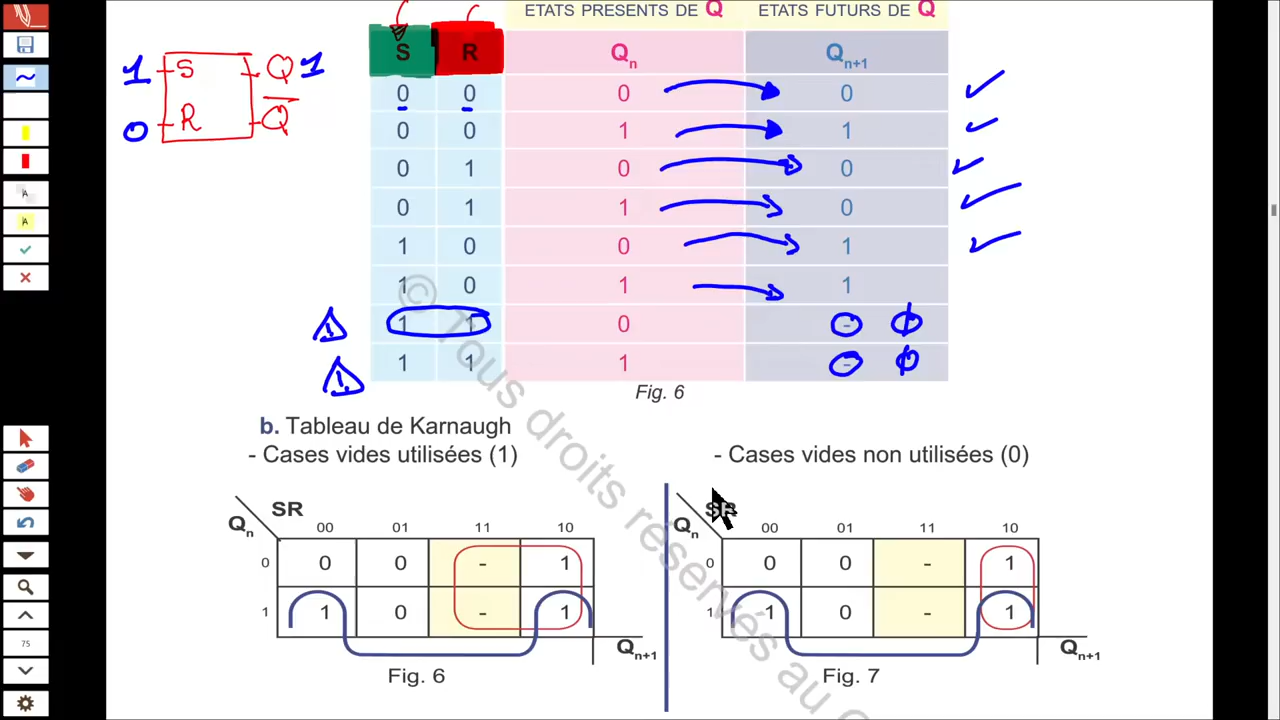 ETATS PRESENTS DE Q ETATS FUTURS DE Q
S R Qn Qn+1
1 S Q 1
0 R Q̅
0 0 0 0
0 0 1 1
0 1 0 0
0 1 1 0
1 0 0 1
1 0 1 1
1 1 0 - ϕ
1 1 1 - ϕ
Fig. 6
b. Tableau de Karnaugh
- Cases vides utilisées (1)
- Cases vides non utilisées (0)
SR
Qn 00 01 11 10
0 0 0 - 1
1 1 0 - 1
Qn+1
Fig. 6
SR
Qn 00 01 11 10
0 0 0 - 1
1 1 0 - 1
Qn+1
Fig. 7
© Tous droits réservés au
A
A
75